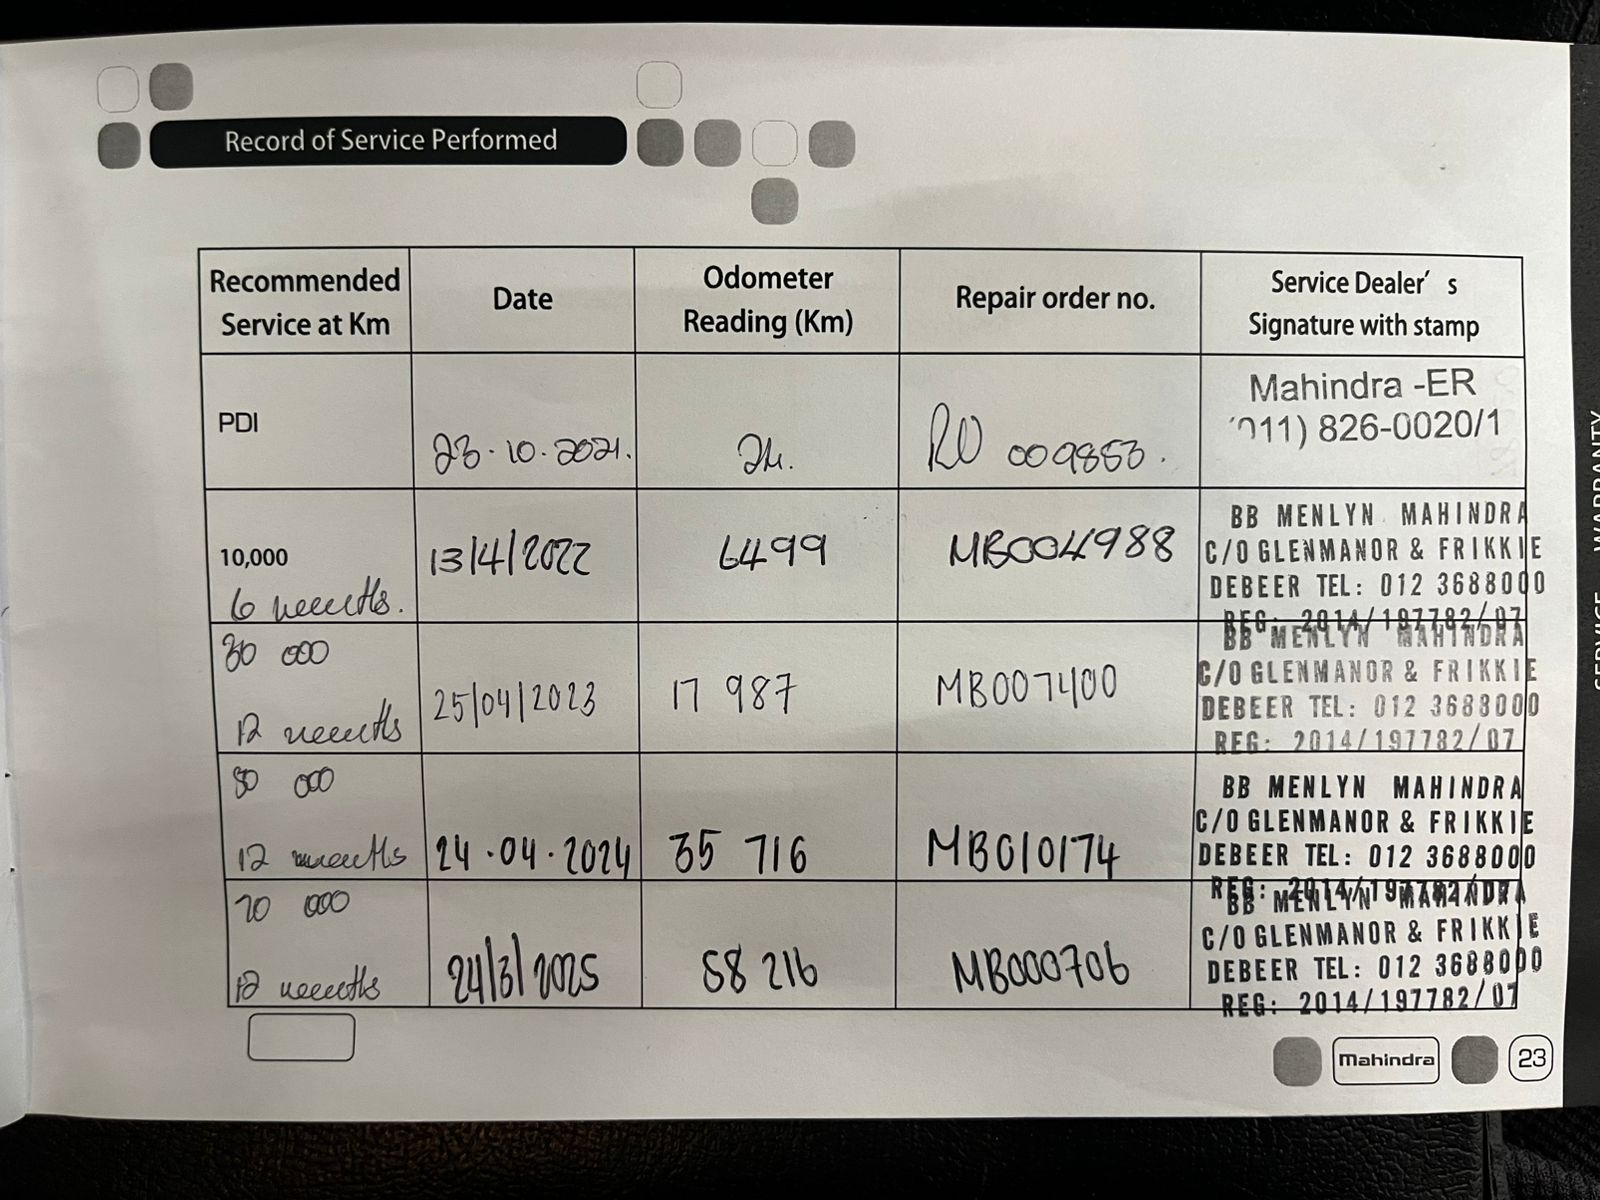 Record of Service Performed
Recommended Service at Km
Date
Odometer Reading (Km)
Repair order no.
Service Dealer's Signature with stamp
PDI
23.10.2021.
24.
RO 009853.
Mahindra -ER
011) 826-0020/1
10,000
6 months.
13/4/2022
6499
MB004988
BB MENLYN MAHINDRA
C/O GLENMANOR & FRIKKIE
DEBEER TEL: 012 3688000
REG: 2014/197782/07
30 000
12 months
25/04/2023
17 987
MB007400
BB MENLYN MAHINDRA
C/O GLENMANOR & FRIKKIE
DEBEER TEL: 012 3688000
REG: 2014/197782/07
50 000
12 months
24.04.2024
35 716
MB010174
BB MENLYN MAHINDRA
C/O GLENMANOR & FRIKKIE
DEBEER TEL: 012 3688000
REG: 2014/197782/07
70 000
12 months
24/3/2025
58 216
MB000706
BB MENLYN MAHINDRA
C/O GLENMANOR & FRIKKIE
DEBEER TEL: 012 3688000
REG: 2014/197782/07
Mahindra
23
SERVICE WARRANTY